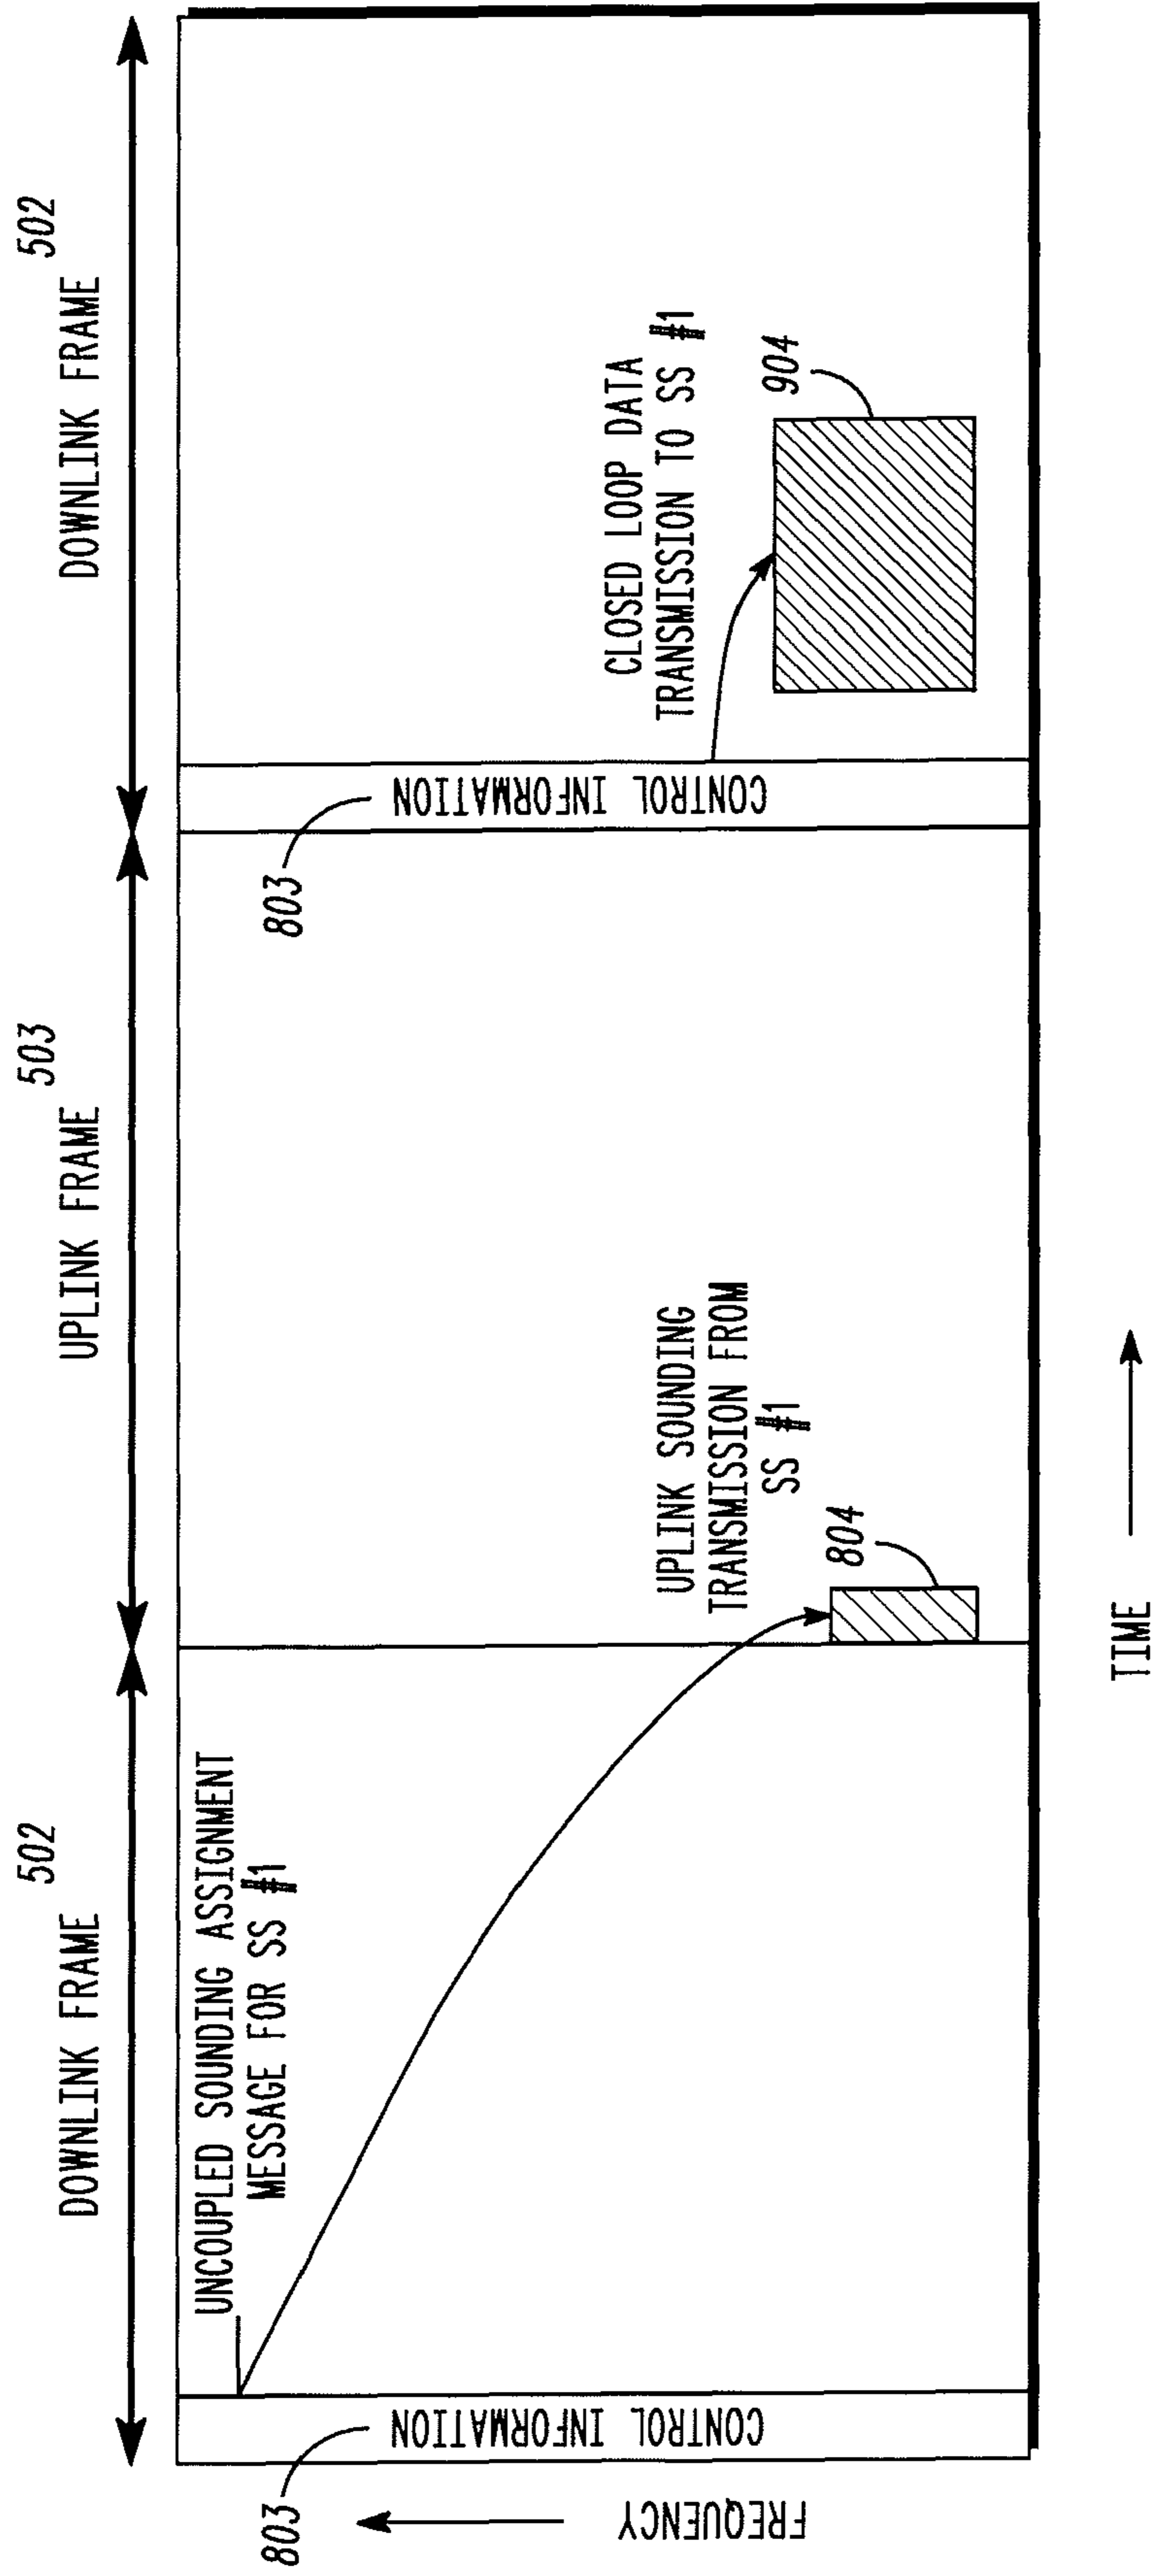 502
DOWNLINK FRAME
503
UPLINK FRAME
502
DOWNLINK FRAME
803
CONTROL INFORMATION
UNCOUPLED SOUNDING ASSIGNMENT
MESSAGE FOR SS #1
UPLINK SOUNDING
TRANSMISSION FROM
SS #1
804
803
CONTROL INFORMATION
CLOSED LOOP DATA
TRANSMISSION TO SS #1
904
FREQUENCY
TIME